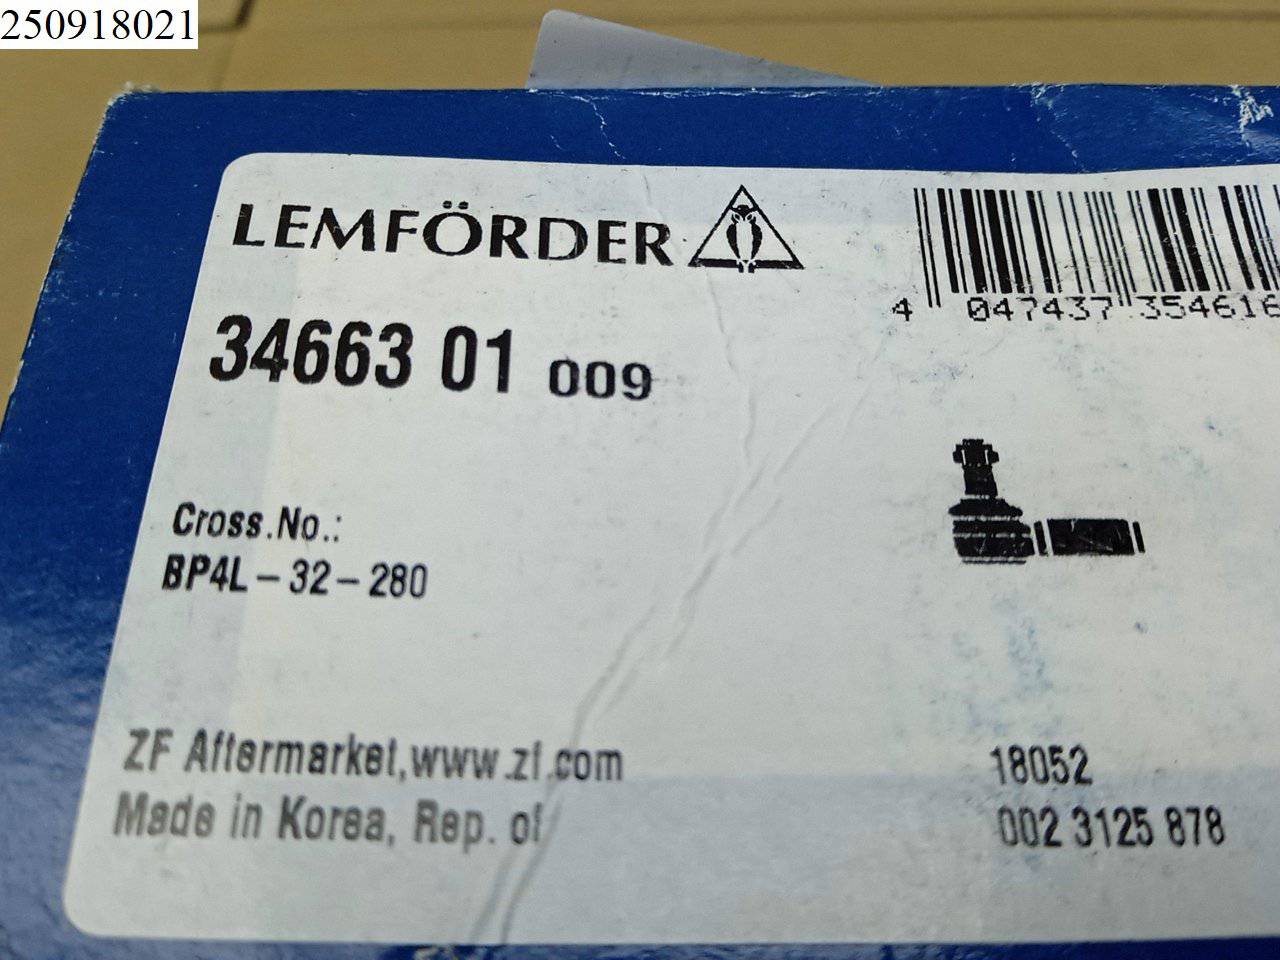 250918021
LEMFÖRDER
4 047437 354616
34663 01 009
Cross.No.:
BP4L-32-280
ZF Aftermarket,www.zf.com
Made in Korea, Rep. of
18052
002 3125 878